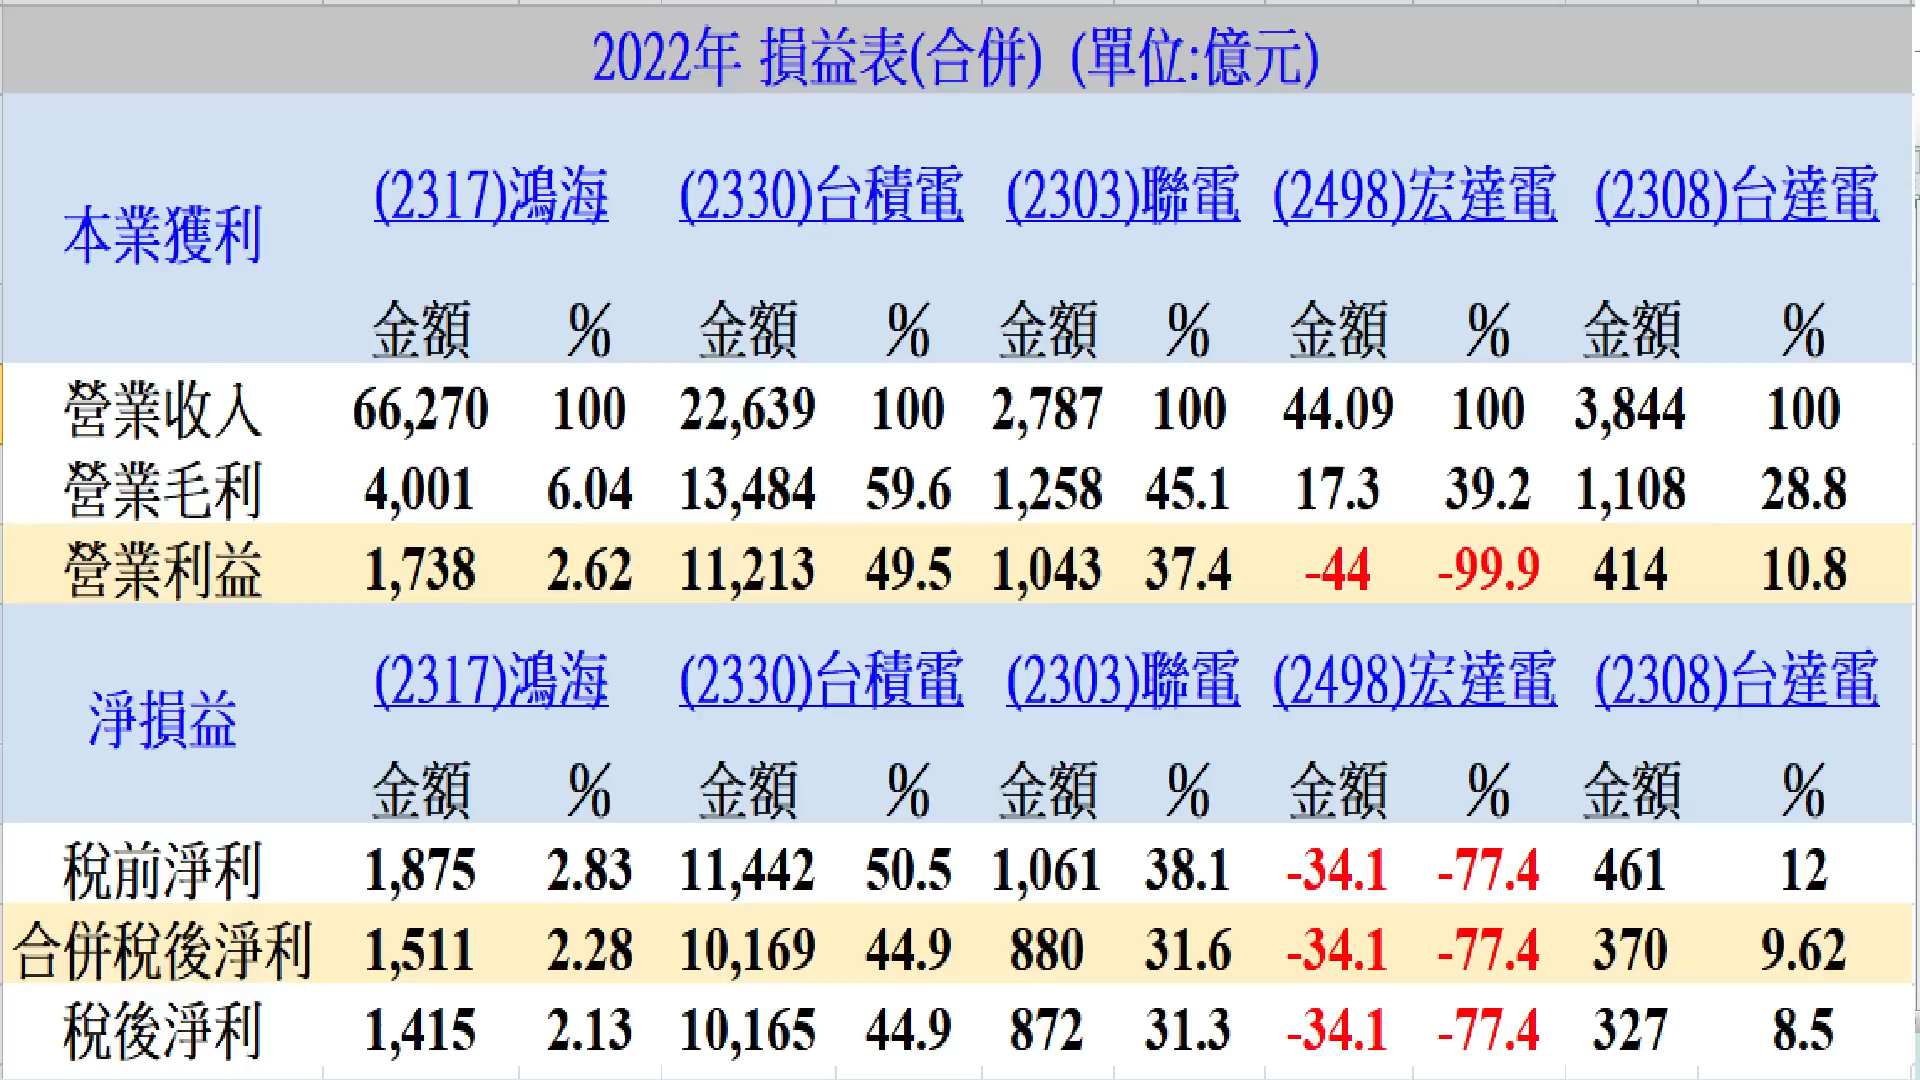 2022年 損益表(合併) (單位:億元)
本業獲利 (2317)鴻海 (2330)台積電 (2303)聯電 (2498)宏達電 (2308)台達電
金額 % 金額 % 金額 % 金額 % 金額 %
營業收入 66,270 100 22,639 100 2,787 100 44.09 100 3,844 100
營業毛利 4,001 6.04 13,484 59.6 1,258 45.1 17.3 39.2 1,108 28.8
營業利益 1,738 2.62 11,213 49.5 1,043 37.4 -44 -99.9 414 10.8
淨損益 (2317)鴻海 (2330)台積電 (2303)聯電 (2498)宏達電 (2308)台達電
金額 % 金額 % 金額 % 金額 % 金額 %
稅前淨利 1,875 2.83 11,442 50.5 1,061 38.1 -34.1 -77.4 461 12
合併稅後淨利 1,511 2.28 10,169 44.9 880 31.6 -34.1 -77.4 370 9.62
稅後淨利 1,415 2.13 10,165 44.9 872 31.3 -34.1 -77.4 327 8.5